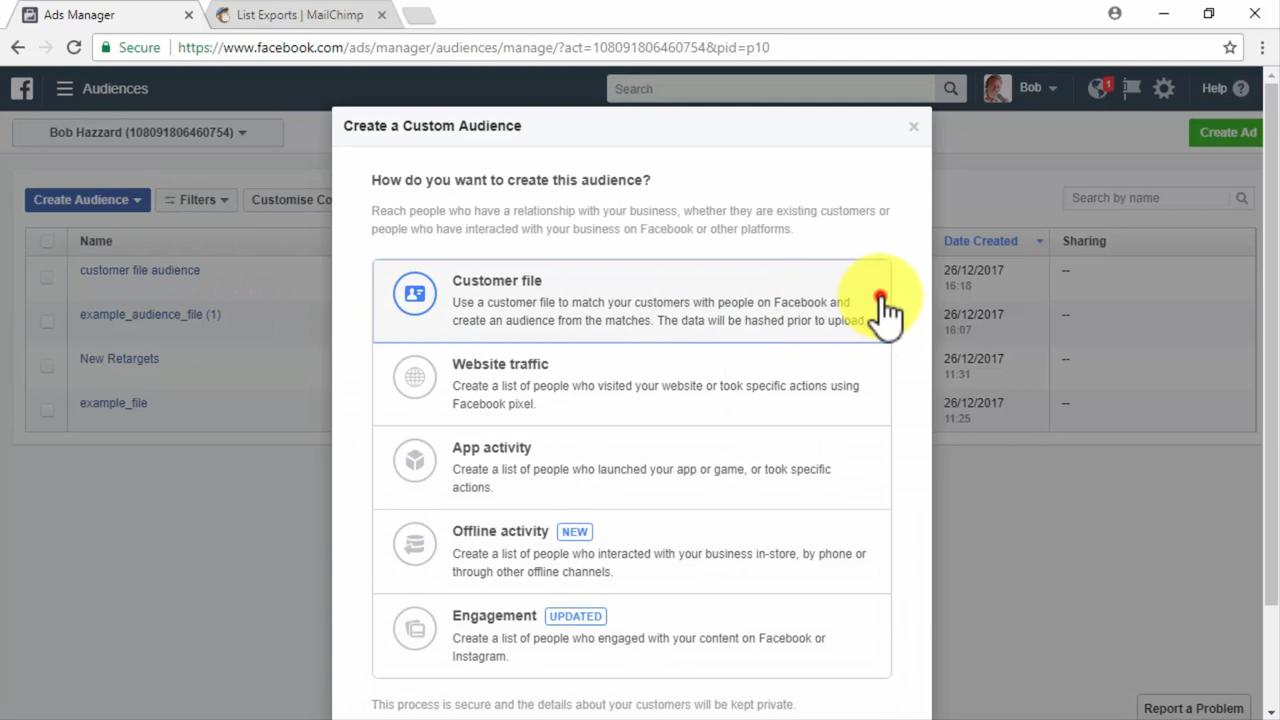 Ads Manager
List Exports | MailChimp
Secure
https://www.facebook.com/ads/manager/audiences/manage/?act=108091806460754&pid=p10
Audiences
Search
Bob
1
Help
Bob Hazzard (108091806460754)
Create Ad
Create Audience
Filters
Customise Co
Search by name
Name
Date Created
Sharing
customer file audience
26/12/2017
16:18
--
example_audience_file (1)
26/12/2017
16:07
--
New Retargets
26/12/2017
11:31
--
example_file
26/12/2017
11:25
--
Create a Custom Audience
How do you want to create this audience?
Reach people who have a relationship with your business, whether they are existing customers or
people who have interacted with your business on Facebook or other platforms.
Customer file
Use a customer file to match your customers with people on Facebook and
create an audience from the matches. The data will be hashed prior to upload.
Website traffic
Create a list of people who visited your website or took specific actions using
Facebook pixel.
App activity
Create a list of people who launched your app or game, or took specific
actions.
Offline activity NEW
Create a list of people who interacted with your business in-store, by phone or
through other offline channels.
Engagement UPDATED
Create a list of people who engaged with your content on Facebook or
Instagram.
This process is secure and the details about your customers will be kept private.
Report a Problem